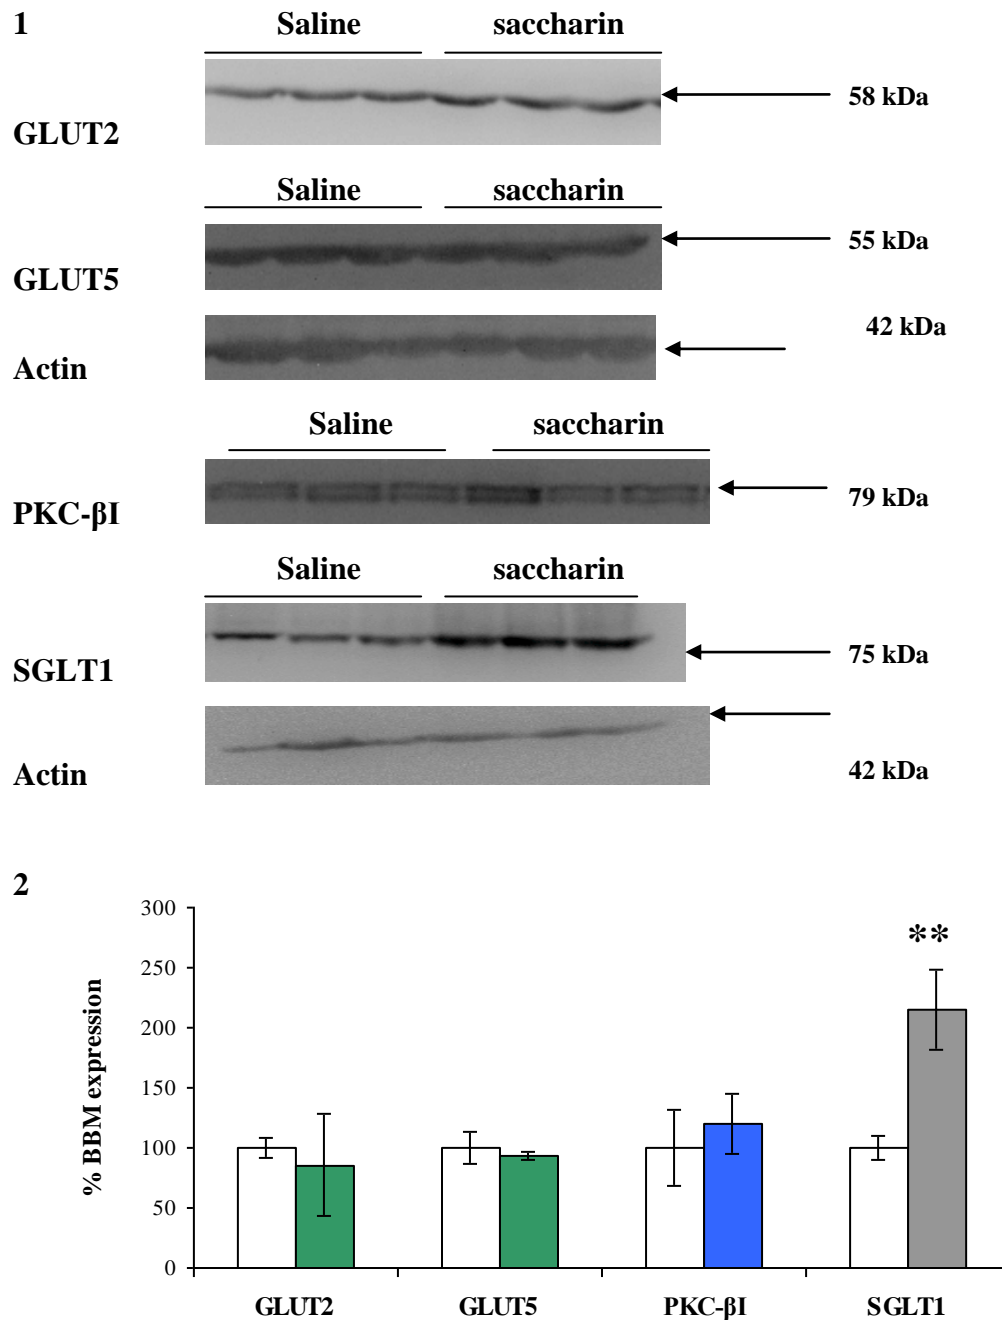 1
Saline saccharin
58 kDa
GLUT2
Saline saccharin
55 kDa
GLUT5
42 kDa
Actin
Saline saccharin
79 kDa
PKC-βI
Saline saccharin
75 kDa
SGLT1
42 kDa
Actin
2
300
250
200
150
100
50
0
% BBM expression
**
GLUT2 GLUT5 PKC-βI SGLT1